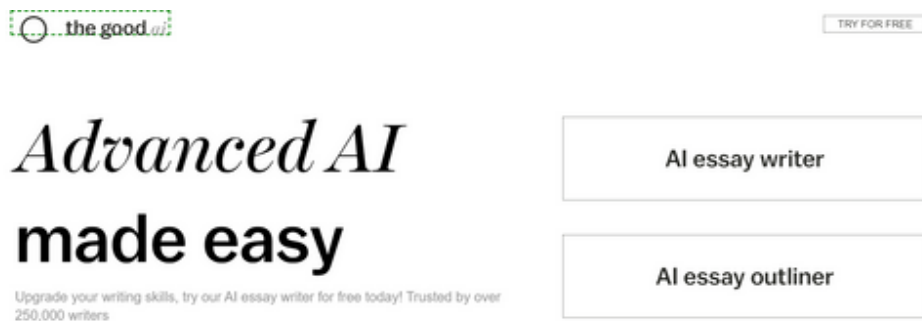 the good ai
TRY FOR FREE
Advanced AI
made easy
Upgrade your writing skills, try our AI essay writer for free today! Trusted by over
250,000 writers
AI essay writer
AI essay outliner